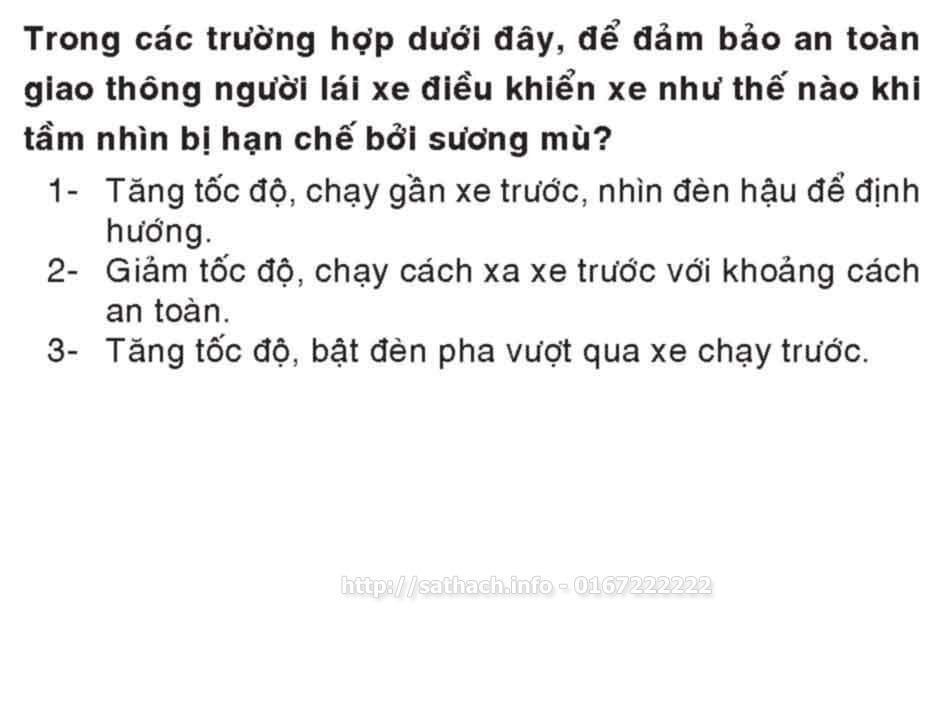 Trong các trường hợp dưới đây, để đảm bảo an toàn
giao thông người lái xe điều khiển xe như thế nào khi
tầm nhìn bị hạn chế bởi sương mù?
1- Tăng tốc độ, chạy gần xe trước, nhìn đèn hậu để định
hướng.
2- Giảm tốc độ, chạy cách xa xe trước với khoảng cách
an toàn.
3- Tăng tốc độ, bật đèn pha vượt qua xe chạy trước.
http://sathach.info - 0167222222